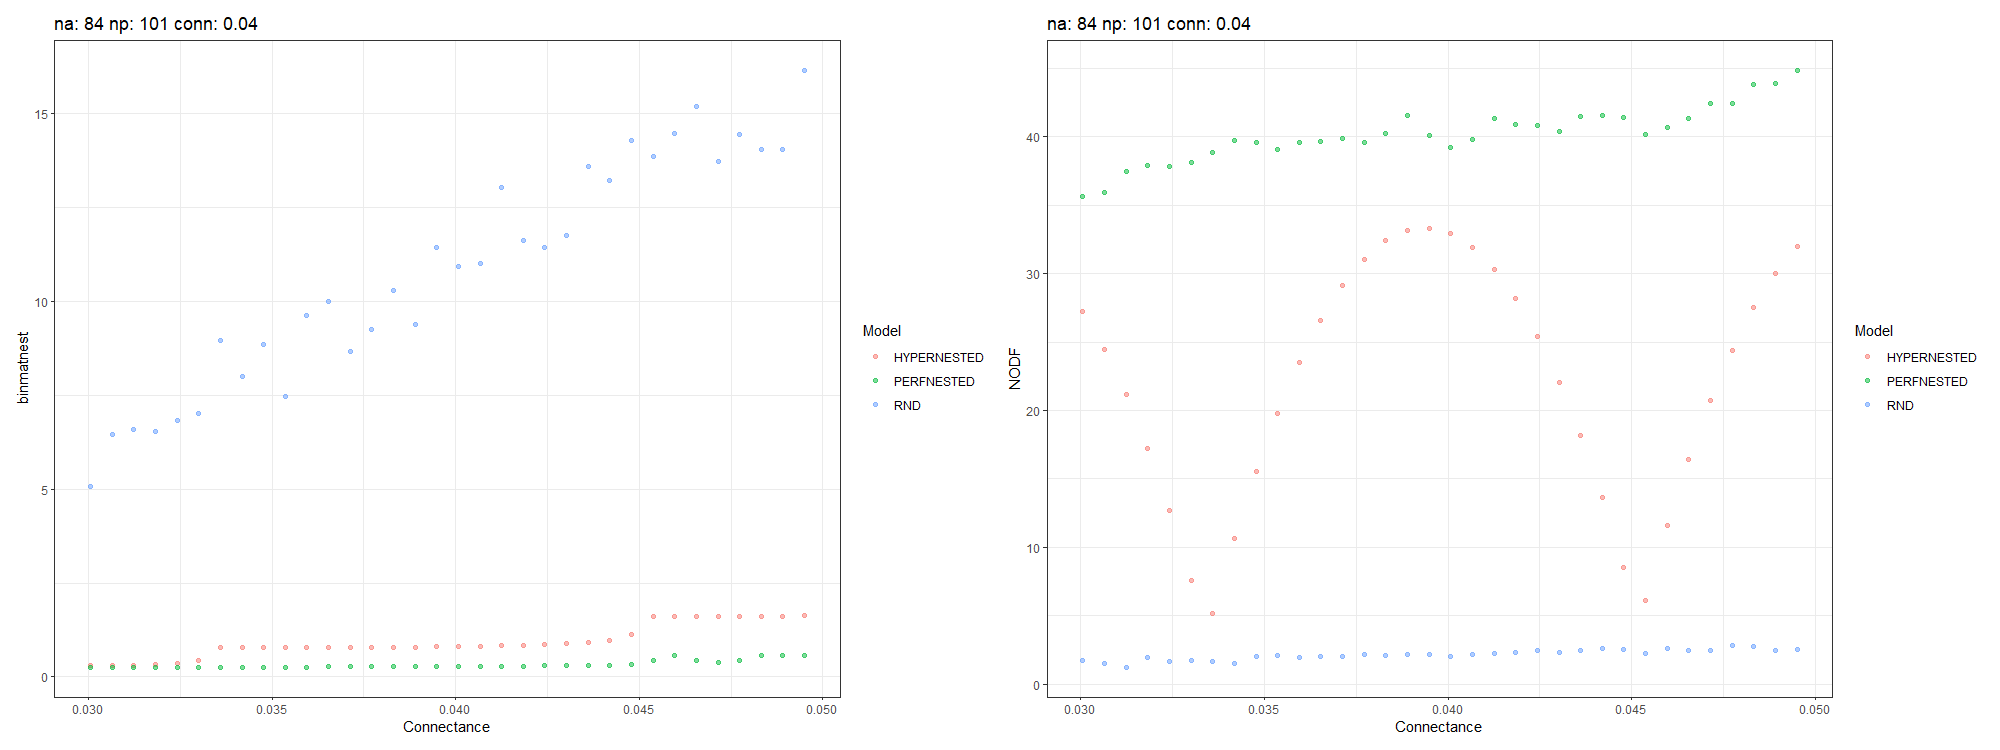 na: 84 np: 101 conn: 0.04
binmatnest
15
10
5
0
0.030
0.035
0.040
0.045
0.050
Connectance
Model
HYPERNESTED
PERFNESTED
RND
na: 84 np: 101 conn: 0.04
NODF
40
30
20
10
0
0.030
0.035
0.040
0.045
0.050
Connectance
Model
HYPERNESTED
PERFNESTED
RND